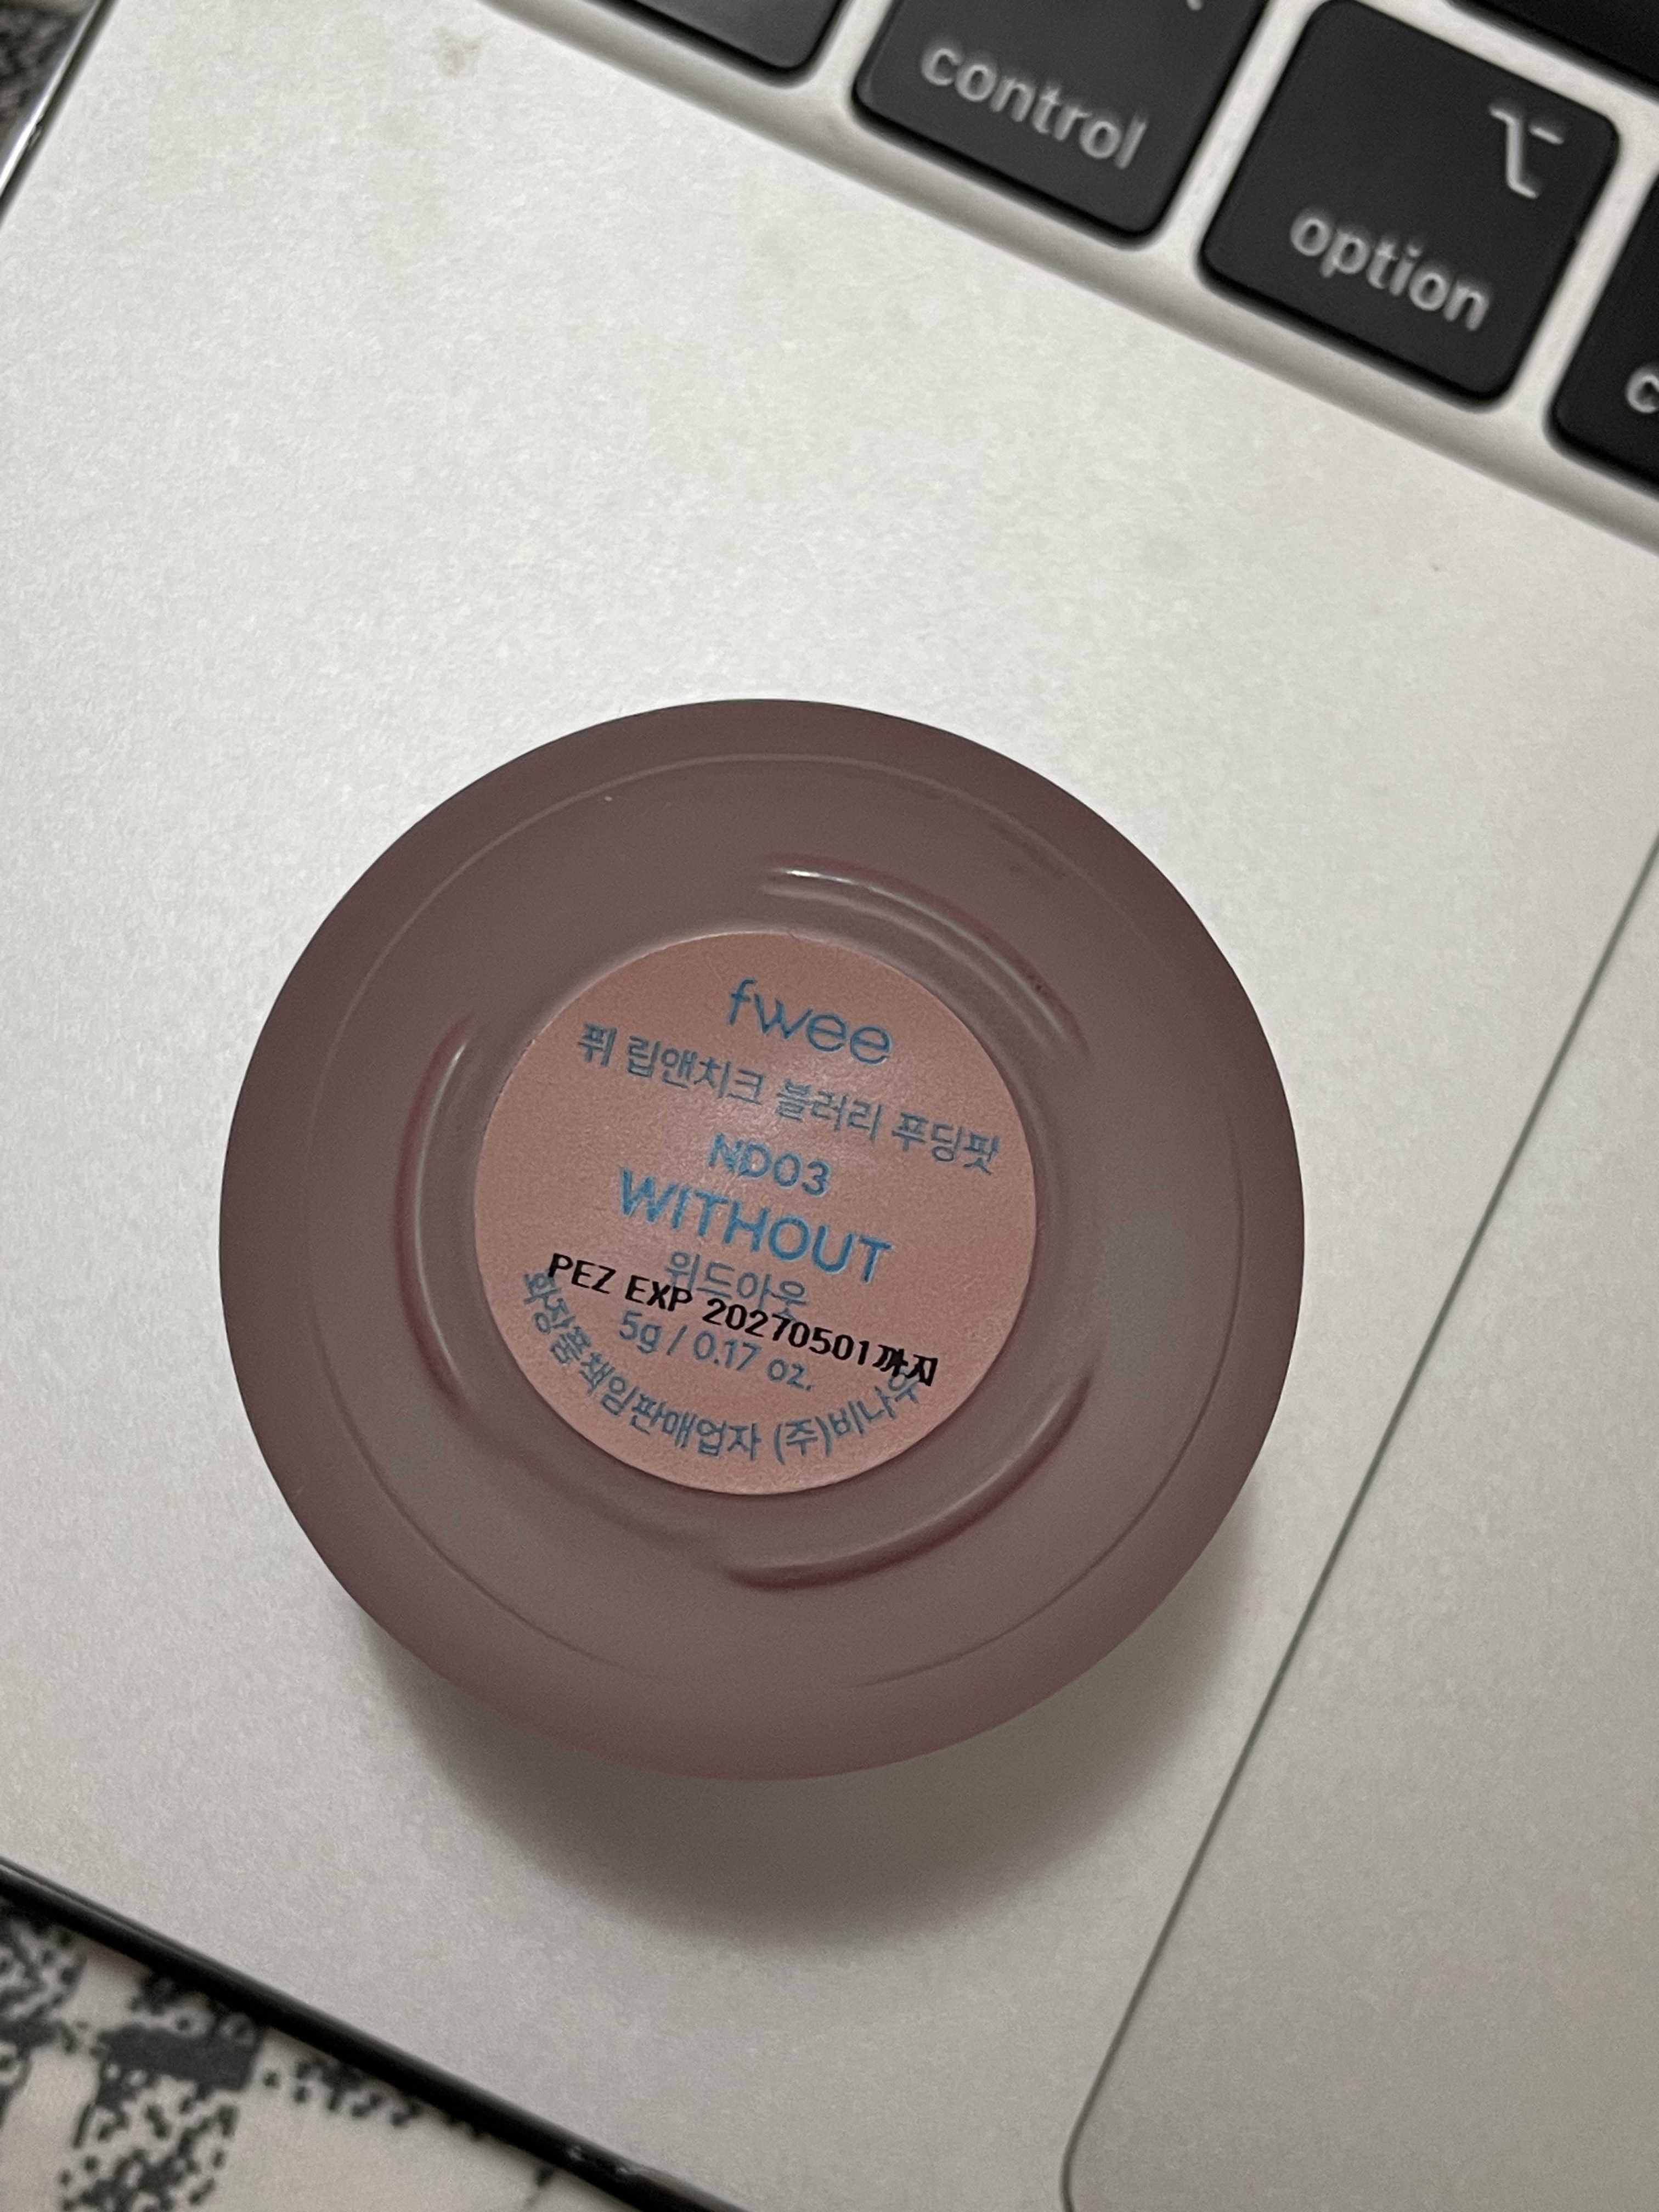 control
option
fwee
퓌 립앤치크 블러리 푸딩팟
ND03
WITHOUT
위드아웃
PEZ EXP 20270501까지
5g / 0.17 oz.
화장품책임판매업자 (주)비나우